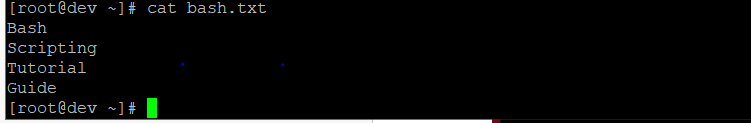 [root@dev ~]# cat bash.txt
Bash
Scripting
Tutorial
Guide
[root@dev ~]#